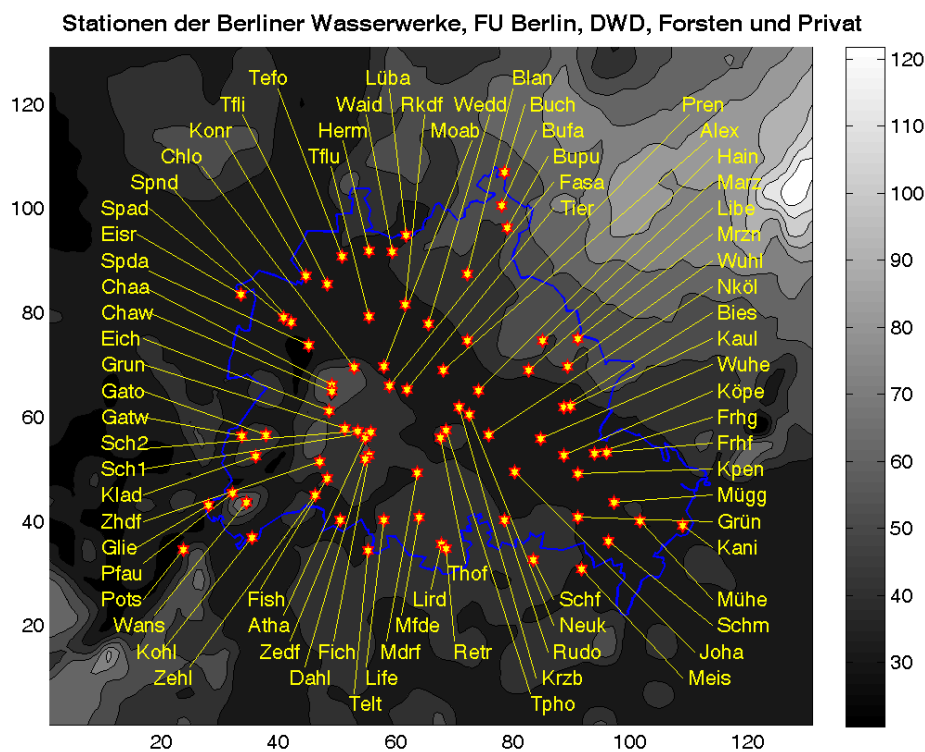 Stationen der Berliner Wasserwerke, FU Berlin, DWD, Forsten und Privat
Tefo Lüba Blan
Tfli Waid Rkdf Wedd Buch Pren
Konr Herm Moab Bufa Alex
Chlo Tflu Bupu Hain
Spnd Fasa Marz
Spad Tier Libe
Eisr Mrzn
Spda Wuhl
Chaa Nköl
Chaw Bies
Eich Kaul
Grun Wuhe
Gato Köpe
Gatw Frhg
Sch2 Frhf
Sch1 Kpen
Klad Mügg
Zhdf Grün
Glie Kani
Pfau Thof
Pots Fish Lird Schf Mühe
Wans Atha Mfde Neuk Schm
Kohl Zedf Fich Mdrf Retr Rudo Joha
Zehl Dahl Life Krzb Meis
Telt Tpho
120
100
80
60
40
20
20 40 60 80 100 120
120
110
100
90
80
70
60
50
40
30